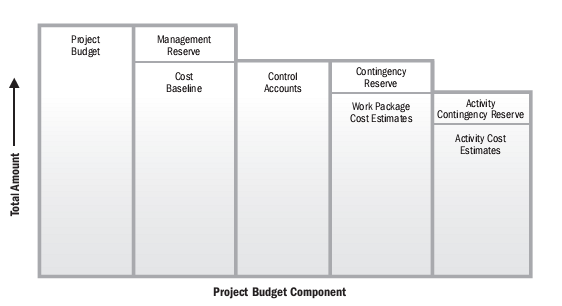 Project
Budget
Management
Reserve
Cost
Baseline
Control
Accounts
Contingency
Reserve
Work Package
Cost Estimates
Activity
Contingency Reserve
Activity Cost
Estimates
Total Amount
Project Budget Component